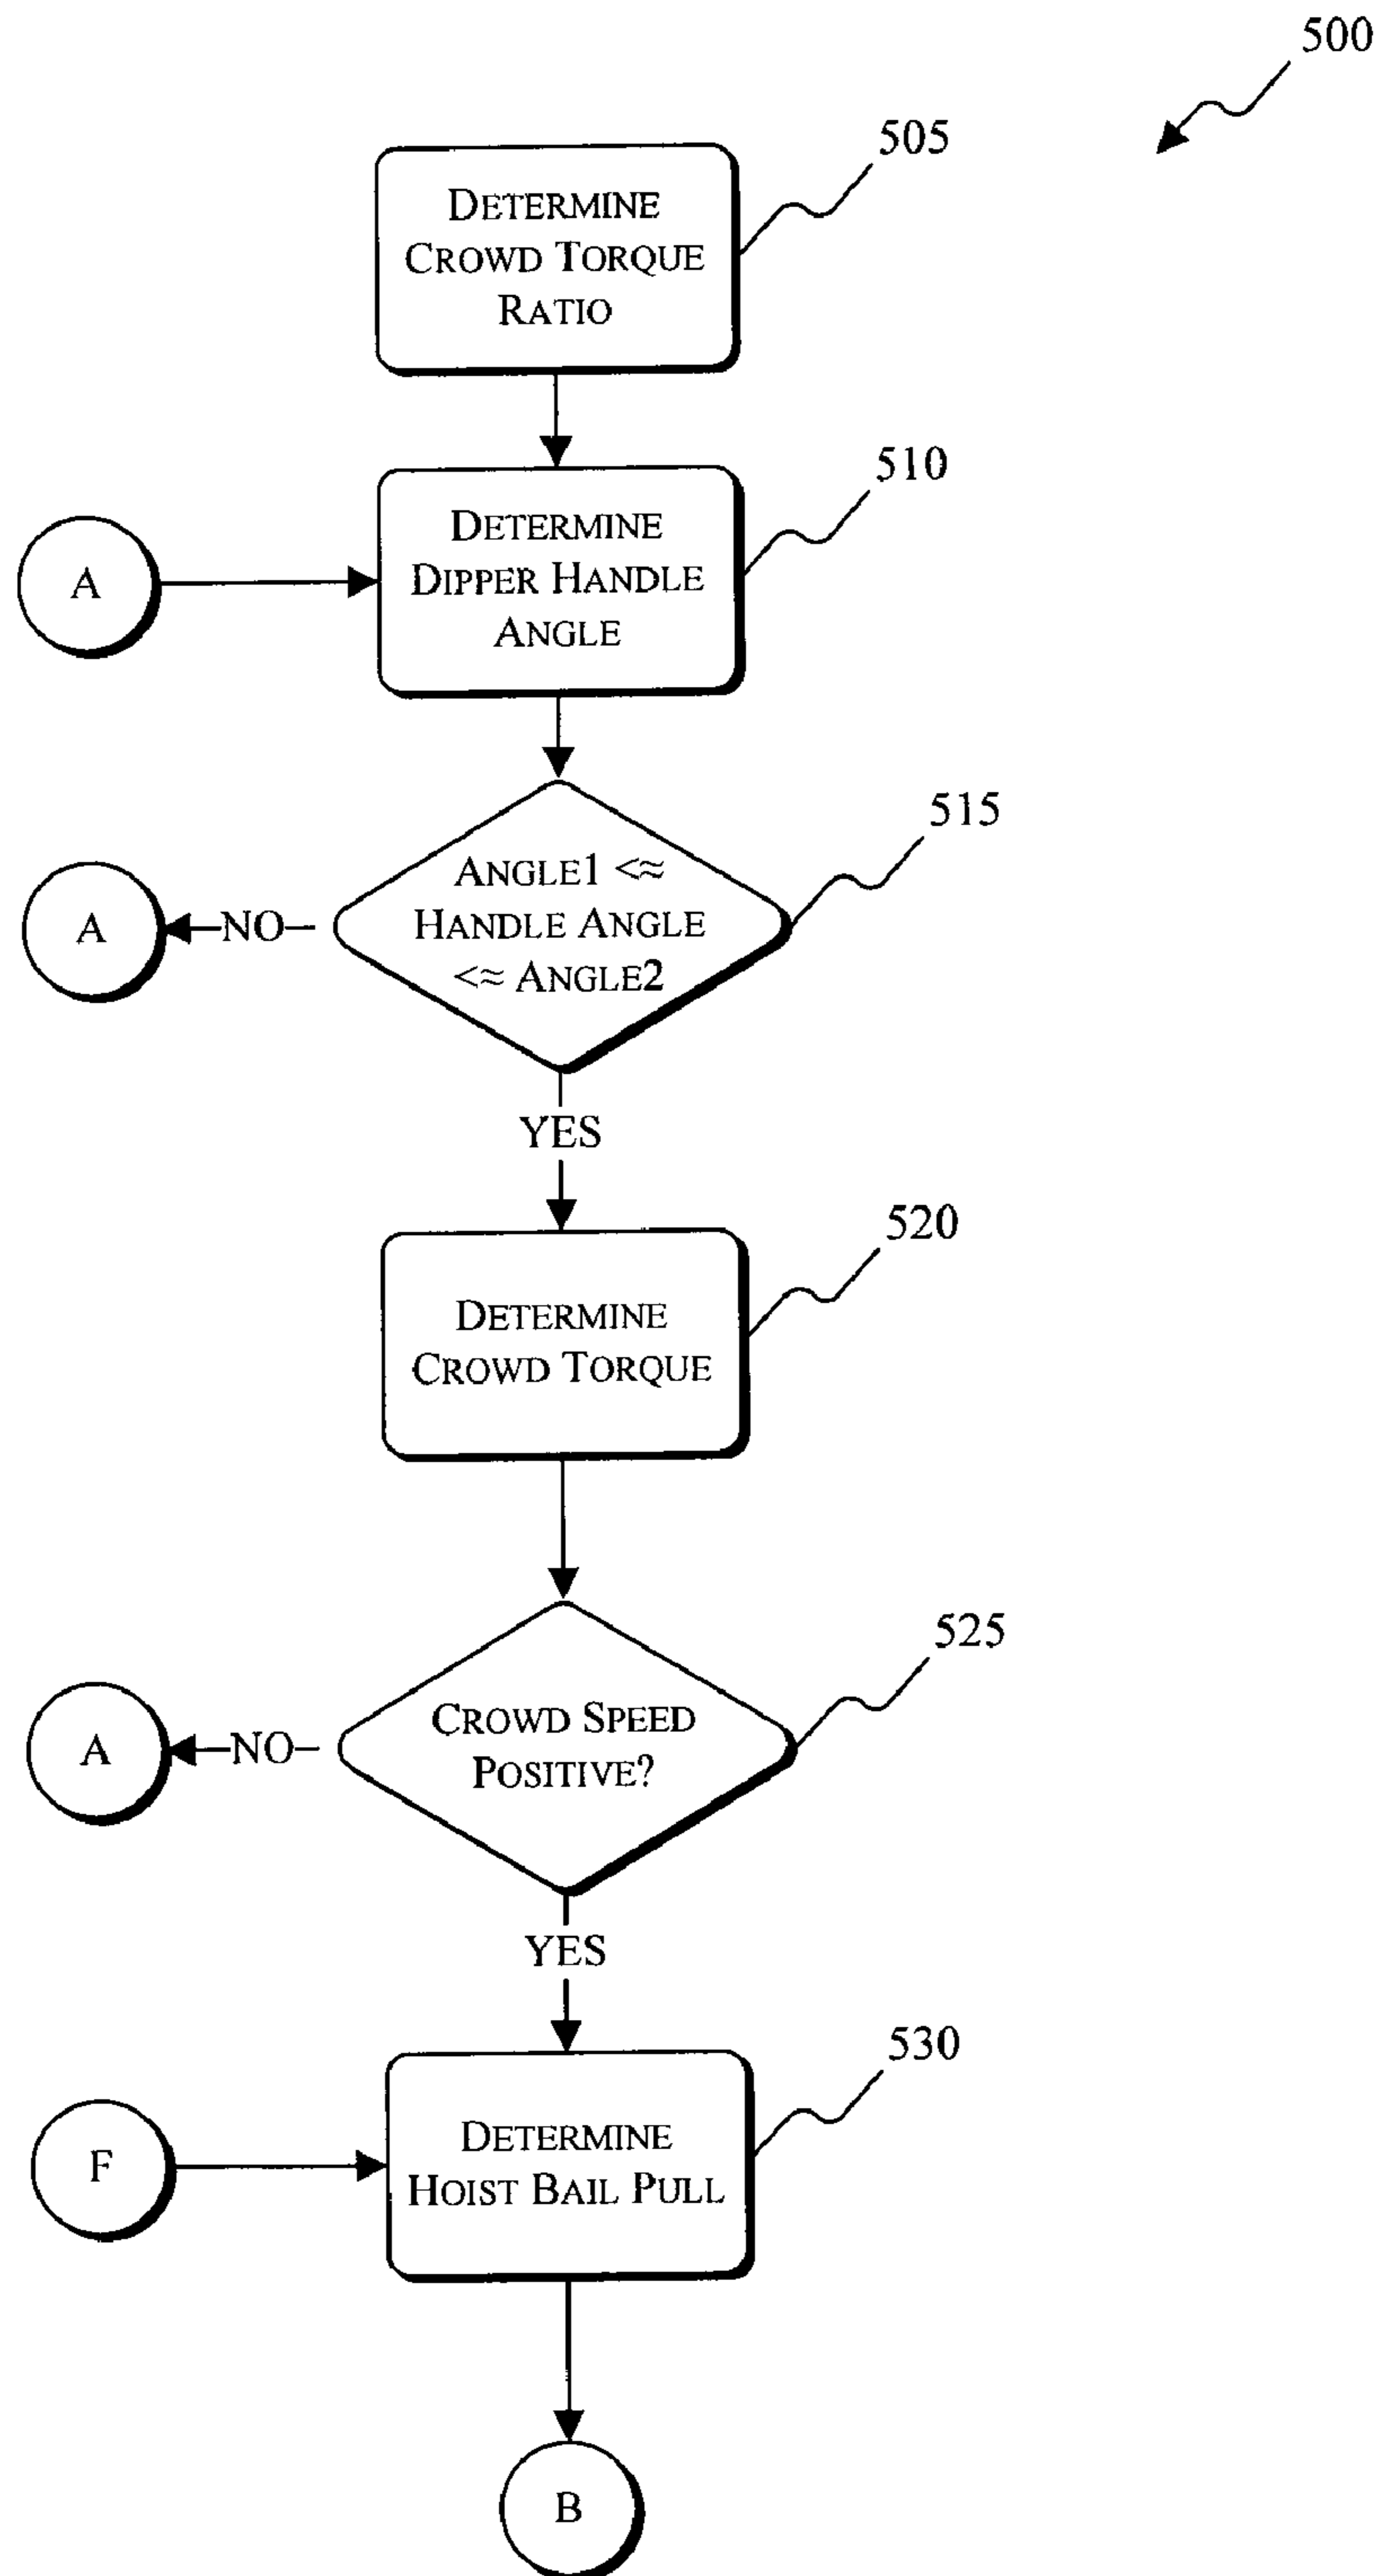 500
505
DETERMINE
CROWD TORQUE
RATIO
510
DETERMINE
DIPPER HANDLE
ANGLE
A
515
ANGLE1 <≈
HANDLE ANGLE
<≈ ANGLE2
A
NO
YES
520
DETERMINE
CROWD TORQUE
525
CROWD SPEED
POSITIVE?
A
NO
YES
530
DETERMINE
HOIST BAIL PULL
F
B